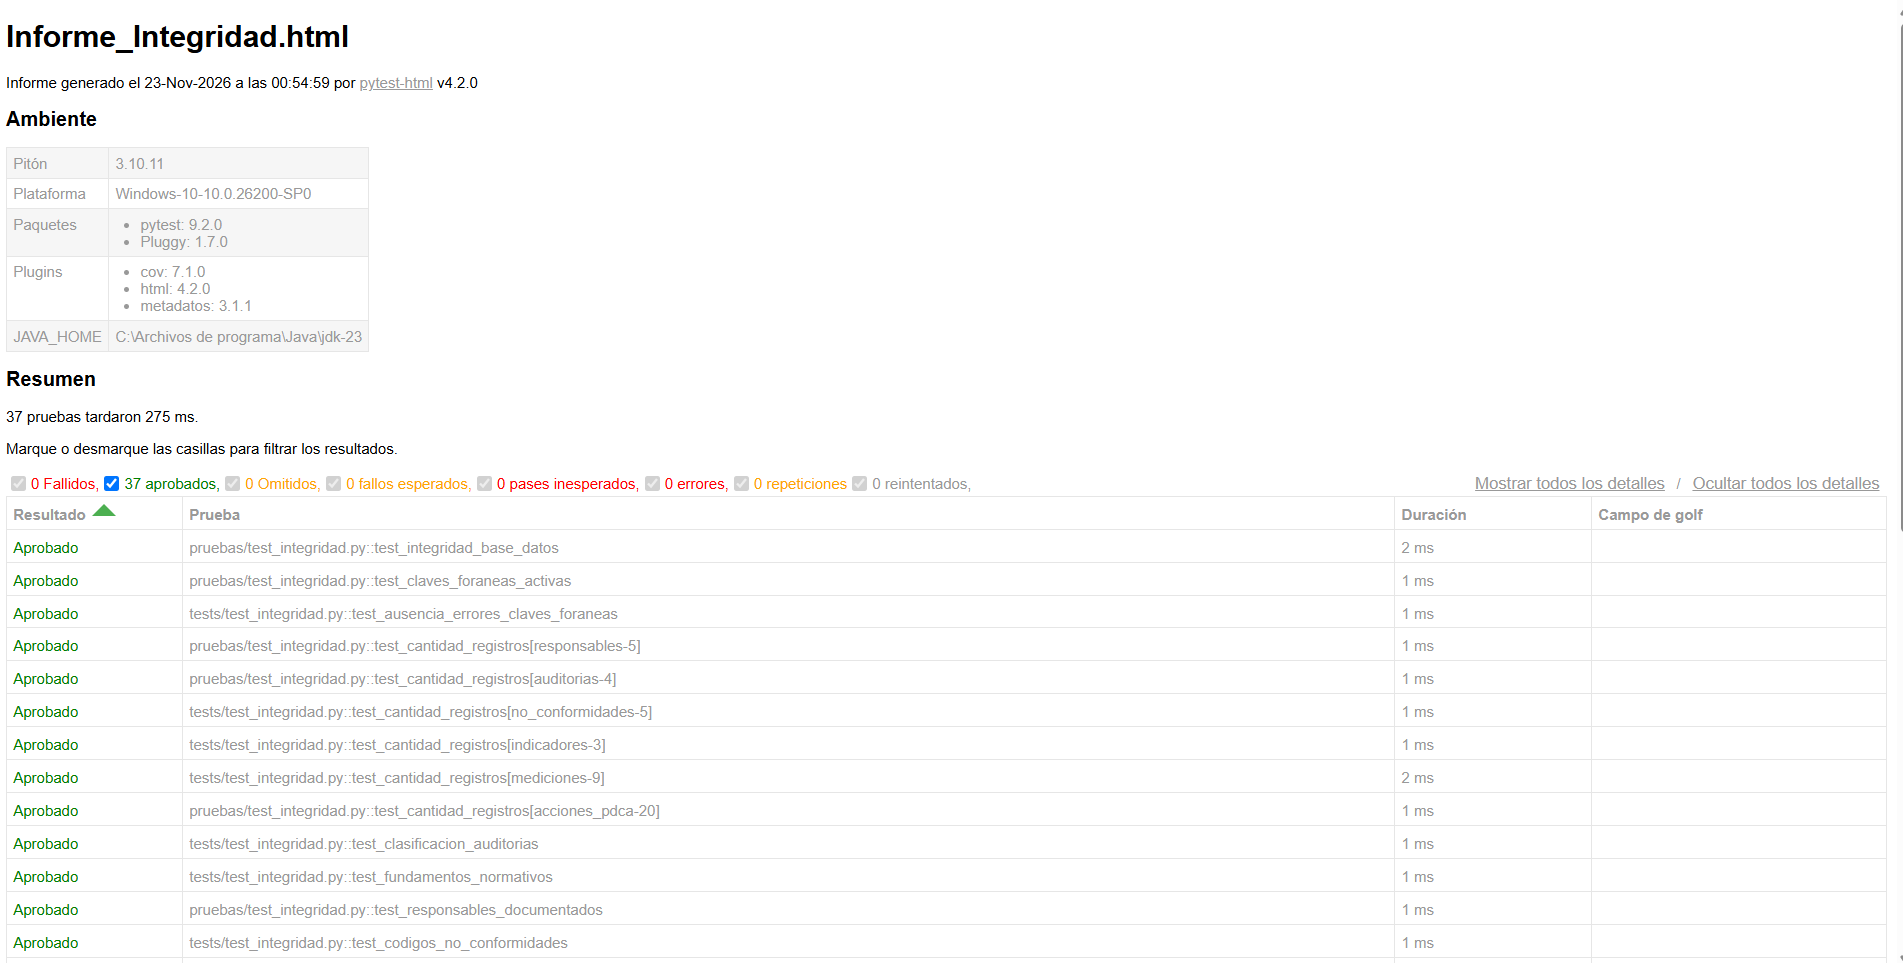 Informe_Integridad.html
Informe generado el 23-Nov-2026 a las 00:54:59 por pytest-html v4.2.0
Ambiente
Pitón 3.10.11
Plataforma Windows-10-10.0.26200-SP0
Paquetes • pytest: 9.2.0
• Pluggy: 1.7.0
Plugins • cov: 7.1.0
• html: 4.2.0
• metadatos: 3.1.1
JAVA_HOME C:\Archivos de programa\Java\jdk-23
Resumen
37 pruebas tardaron 275 ms.
Marque o desmarque las casillas para filtrar los resultados.
0 Fallidos, 37 aprobados, 0 Omitidos, 0 fallos esperados, 0 pases inesperados, 0 errores, 0 repeticiones 0 reintentados, Mostrar todos los detalles / Ocultar todos los detalles
Resultado Prueba Duración Campo de golf
Aprobado pruebas/test_integridad.py::test_integridad_base_datos 2 ms
Aprobado pruebas/test_integridad.py::test_claves_foraneas_activas 1 ms
Aprobado tests/test_integridad.py::test_ausencia_errores_claves_foraneas 1 ms
Aprobado pruebas/test_integridad.py::test_cantidad_registros[responsables-5] 1 ms
Aprobado pruebas/test_integridad.py::test_cantidad_registros[auditorias-4] 1 ms
Aprobado tests/test_integridad.py::test_cantidad_registros[no_conformidades-5] 1 ms
Aprobado tests/test_integridad.py::test_cantidad_registros[indicadores-3] 1 ms
Aprobado tests/test_integridad.py::test_cantidad_registros[mediciones-9] 2 ms
Aprobado pruebas/test_integridad.py::test_cantidad_registros[acciones_pdca-20] 1 ms
Aprobado tests/test_integridad.py::test_clasificacion_auditorias 1 ms
Aprobado tests/test_integridad.py::test_fundamentos_normativos 1 ms
Aprobado pruebas/test_integridad.py::test_responsables_documentados 1 ms
Aprobado tests/test_integridad.py::test_codigos_no_conformidades 1 ms